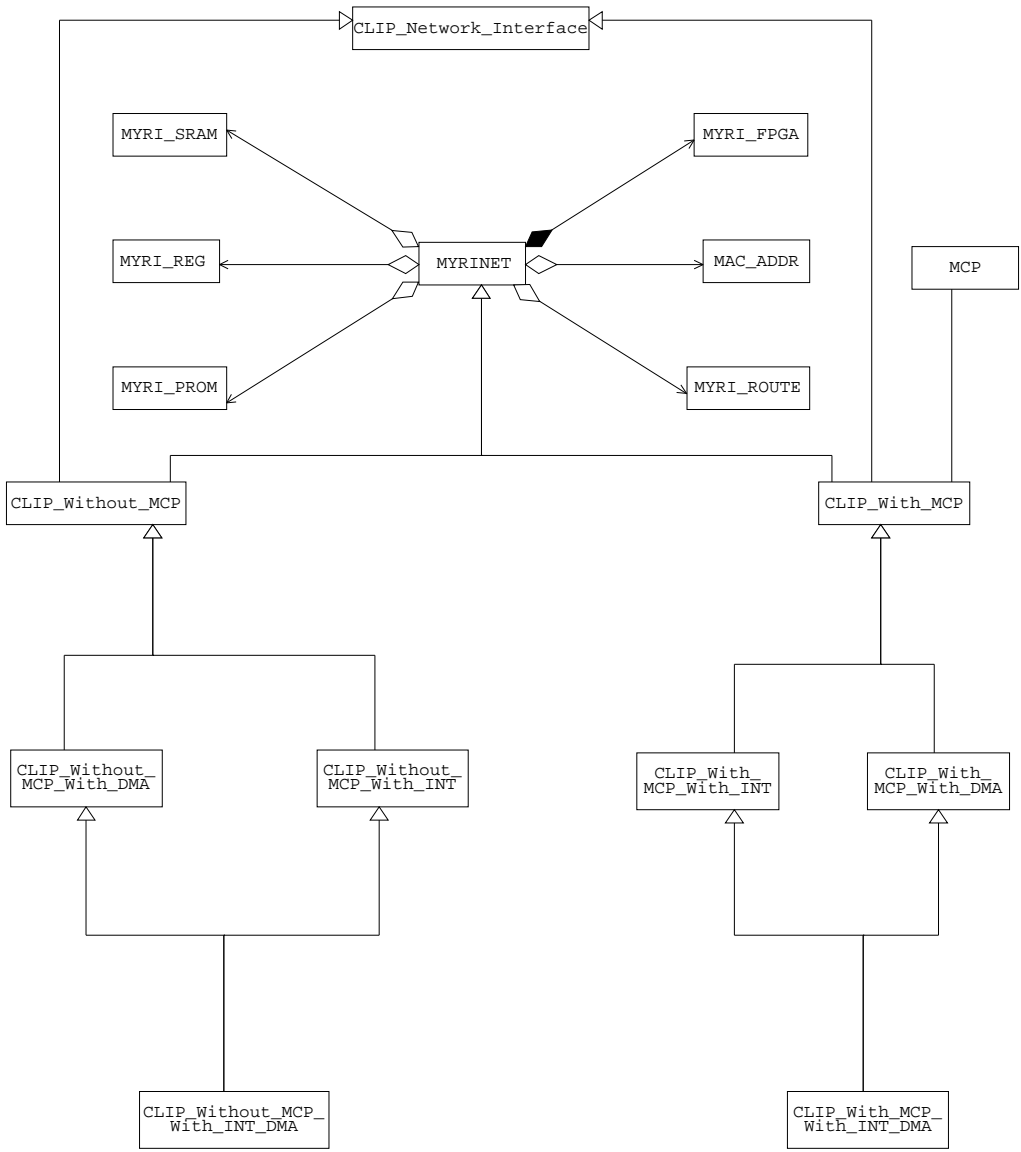 CLIP_Network_Interface
MYRI_SRAM
MYRI_FPGA
MYRI_REG
MYRINET
MAC_ADDR
MCP
MYRI_PROM
MYRI_ROUTE
CLIP_Without_MCP
CLIP_With_MCP
CLIP_Without_
MCP_With_DMA
CLIP_Without_
MCP_With_INT
CLIP_With_
MCP_With_INT
CLIP_With_
MCP_With_DMA
CLIP_Without_MCP_
With_INT_DMA
CLIP_With_MCP_
With_INT_DMA